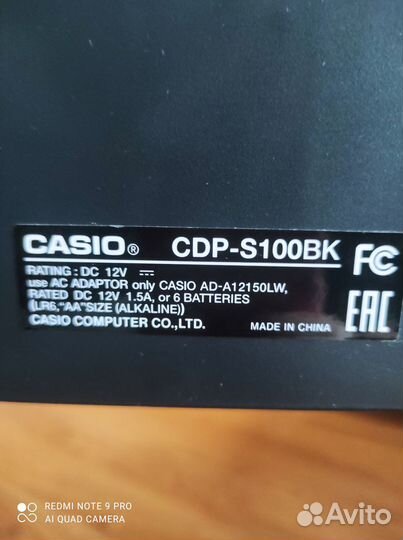 CASIO® CDP-S100BK FC
RATING : DC 12V ⎓
use AC ADAPTOR only CASIO AD-A12150LW,
RATED DC 12V 1.5A, or 6 BATTERIES
(LR6,"AA"SIZE (ALKALINE))
CASIO COMPUTER CO.,LTD. MADE IN CHINA EAC
REDMI NOTE 9 PRO
AI QUAD CAMERA
Avito